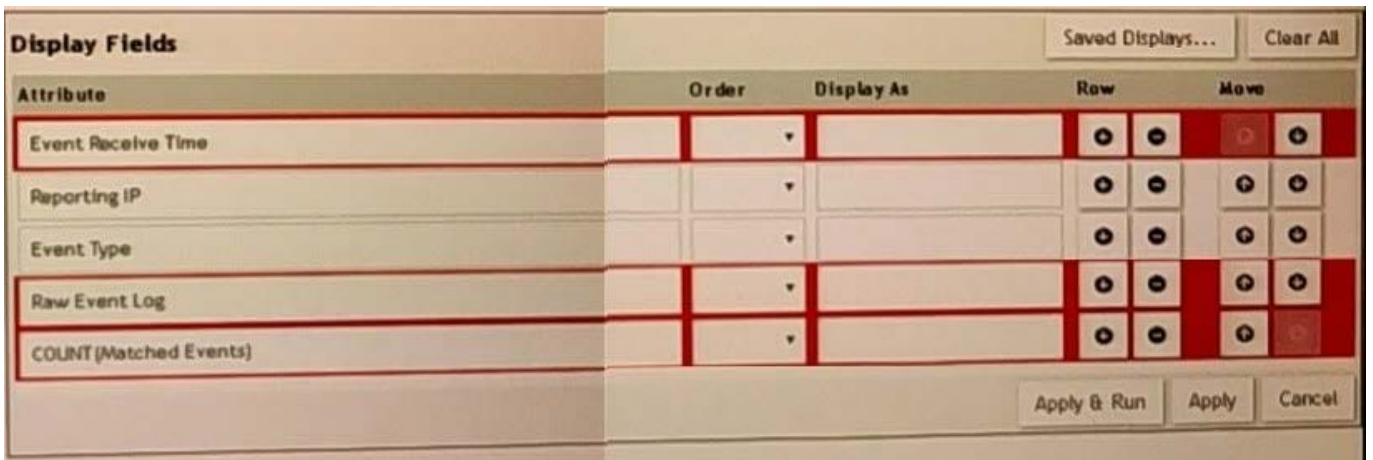 Display Fields Saved Displays... Clear All
Attribute Order Display As Row Move
Event Receive Time
Reporting IP
Event Type
Raw Event Log
COUNT(Matched Events)
Apply & Run Apply Cancel